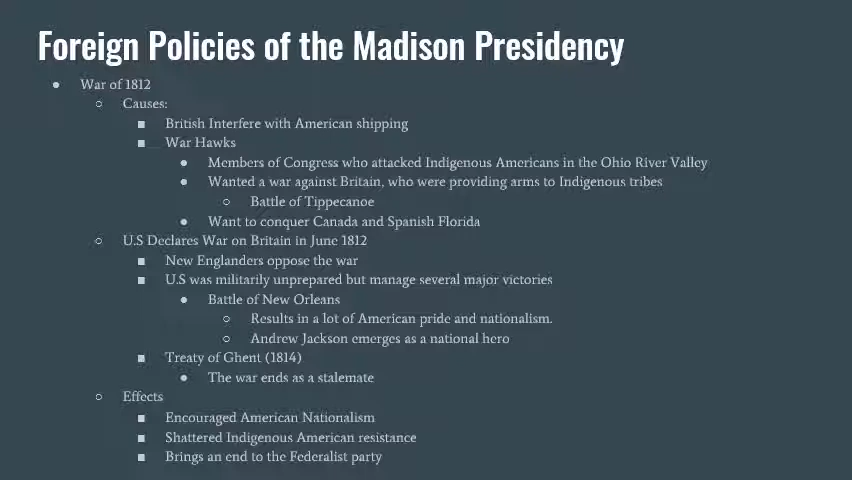 Foreign Policies of the Madison Presidency
War of 1812
Causes:
British Interfere with American shipping
War Hawks
Members of Congress who attacked Indigenous Americans in the Ohio River Valley
Wanted a war against Britain, who were providing arms to Indigenous tribes
Battle of Tippecanoe
Want to conquer Canada and Spanish Florida
U.S Declares War on Britain in June 1812
New Englanders oppose the war
U.S was militarily unprepared but manage several major victories
Battle of New Orleans
Results in a lot of American pride and nationalism.
Andrew Jackson emerges as a national hero
Treaty of Ghent (1814)
The war ends as a stalemate
Effects
Encouraged American Nationalism
Shattered Indigenous American resistance
Brings an end to the Federalist party